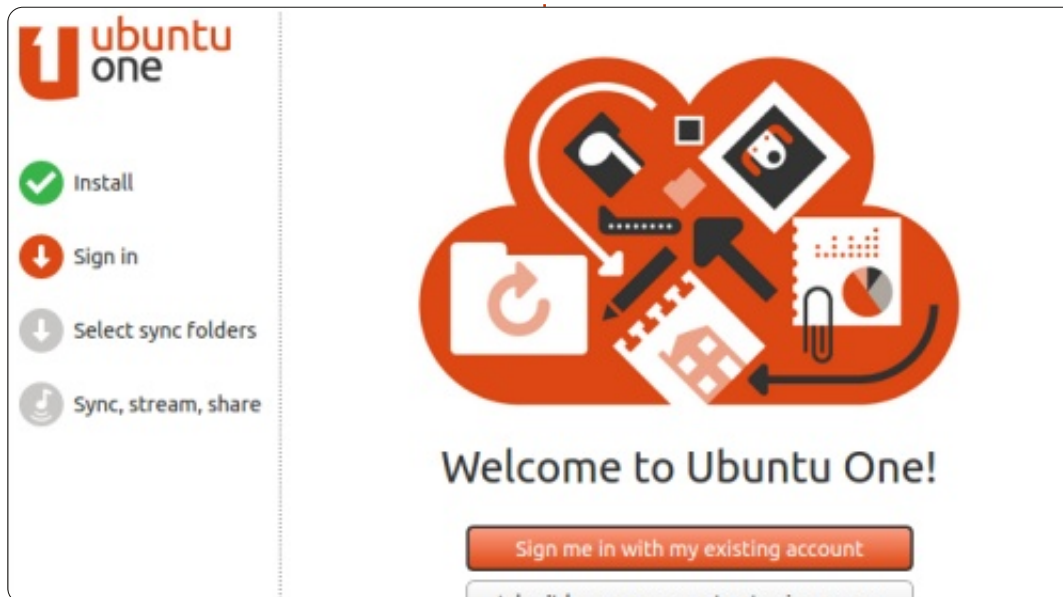 ubuntu
one
Install
Sign in
Select sync folders
Sync, stream, share
Welcome to Ubuntu One!
Sign me in with my existing account